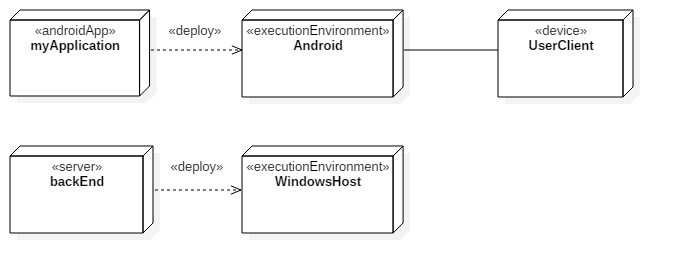 «androidApp»
myApplication
«deploy»
«executionEnvironment»
Android
«device»
UserClient
«server»
backEnd
«deploy»
«executionEnvironment»
WindowsHost